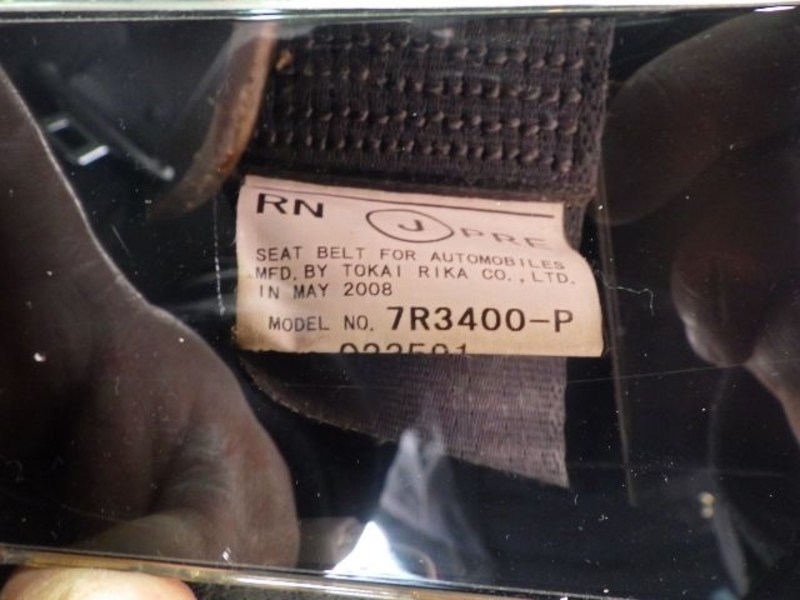 RN J PRE
SEAT BELT FOR AUTOMOBILES
MFD. BY TOKAI RIKA CO., LTD.
IN MAY 2008
MODEL NO. 7R3400-P